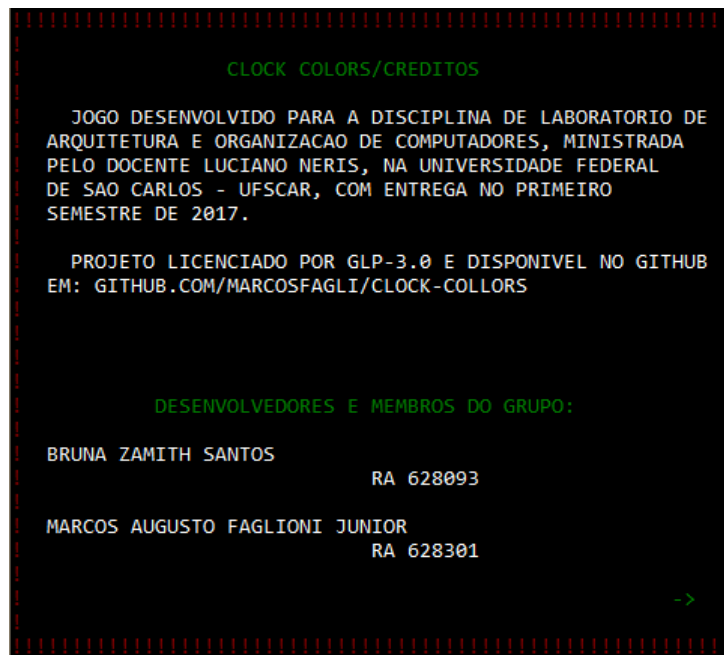 CLOCK COLORS/CREDITOS
JOGO DESENVOLVIDO PARA A DISCIPLINA DE LABORATORIO DE
ARQUITETURA E ORGANIZACAO DE COMPUTADORES, MINISTRADA
PELO DOCENTE LUCIANO NERIS, NA UNIVERSIDADE FEDERAL
DE SAO CARLOS - UFSCAR, COM ENTREGA NO PRIMEIRO
SEMESTRE DE 2017.
PROJETO LICENCIADO POR GLP-3.0 E DISPONIVEL NO GITHUB
EM: GITHUB.COM/MARCOSFAGLI/CLOCK-COLLORS
DESENVOLVEDORES E MEMBROS DO GRUPO:
BRUNA ZAMITH SANTOS
RA 628093
MARCOS AUGUSTO FAGLIONI JUNIOR
RA 628301
->